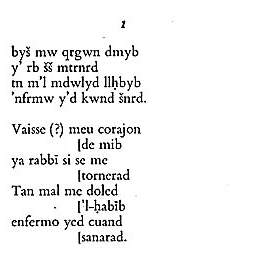 1
byš mw qrgwn dmyb
y' rb šš mtrnrd
tn m'l mdwlyd llḥbyb
'nfrmw y'd kwnd šnrd.
Vaisse (?) meu corajon
[de mib
ya rabbī si se me
[tornerad
Tan mal me doled
['l-ḥabīb
enfermo yed cuand
[sanarad.